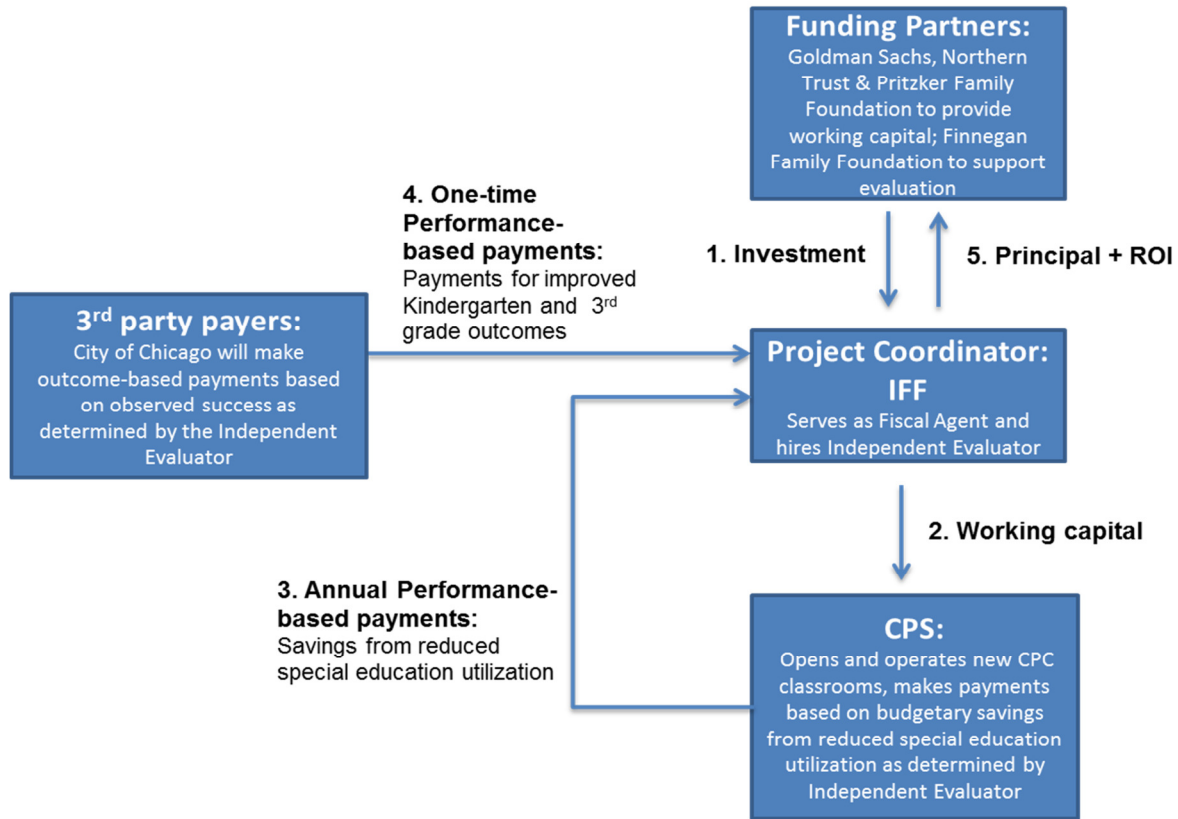 Funding Partners:
Goldman Sachs, Northern
Trust & Pritzker Family
Foundation to provide
working capital; Finnegan
Family Foundation to support
evaluation
4. One-time
Performance-
based payments:
Payments for improved
Kindergarten and 3rd
grade outcomes
1. Investment
5. Principal + ROI
3rd party payers:
City of Chicago will make
outcome-based payments based
on observed success as
determined by the Independent
Evaluator
Project Coordinator:
IFF
Serves as Fiscal Agent and
hires Independent Evaluator
2. Working capital
3. Annual Performance-
based payments:
Savings from reduced
special education utilization
CPS:
Opens and operates new CPC
classrooms, makes payments
based on budgetary savings
from reduced special education
utilization as determined by
Independent Evaluator